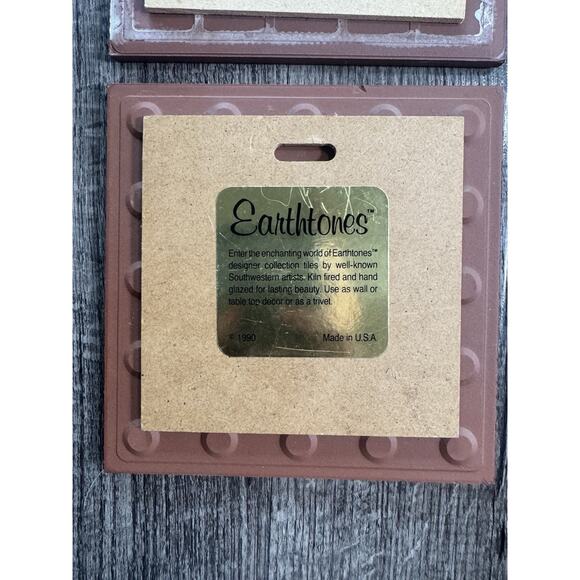 Earthtones™
Enter the enchanting world of Earthtones™
designer collection tiles by well-known
Southwestern artists. Kiln fired and hand
glazed for lasting beauty. Use as wall or
table top decor or as a trivet.
© 1990 Made in U.S.A